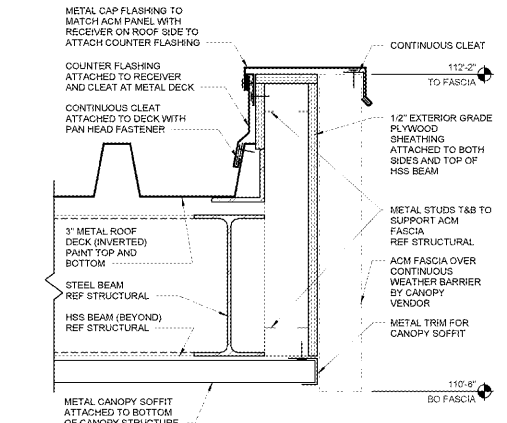 METAL CAP FLASHING TO
MATCH ACM PANEL WITH
RECEIVER ON ROOF SIDE TO
ATTACH COUNTER FLASHING
COUNTER FLASHING
ATTACHED TO RECEIVER
AND CLEAT AT METAL DECK
CONTINUOUS CLEAT
ATTACHED TO DECK WITH
PAN HEAD FASTENER
3" METAL ROOF
DECK (INVERTED)
PAINT TOP AND
BOTTOM
STEEL BEAM
REF STRUCTURAL
HSS BEAM (BEYOND)
REF STRUCTURAL
METAL CANOPY SOFFIT
ATTACHED TO BOTTOM
OF CANOPY STRUCTURE
CONTINUOUS CLEAT
112'-2"
TO FASCIA
1/2" EXTERIOR GRADE
PLYWOOD
SHEATHING
ATTACHED TO BOTH
SIDES AND TOP OF
HSS BEAM
METAL STUDS T&B TO
SUPPORT ACM
FASCIA
REF STRUCTURAL
ACM FASCIA OVER
CONTINUOUS
WEATHER BARRIER
BY CANOPY
VENDOR
METAL TRIM FOR
CANOPY SOFFIT
110'-6"
BO FASCIA